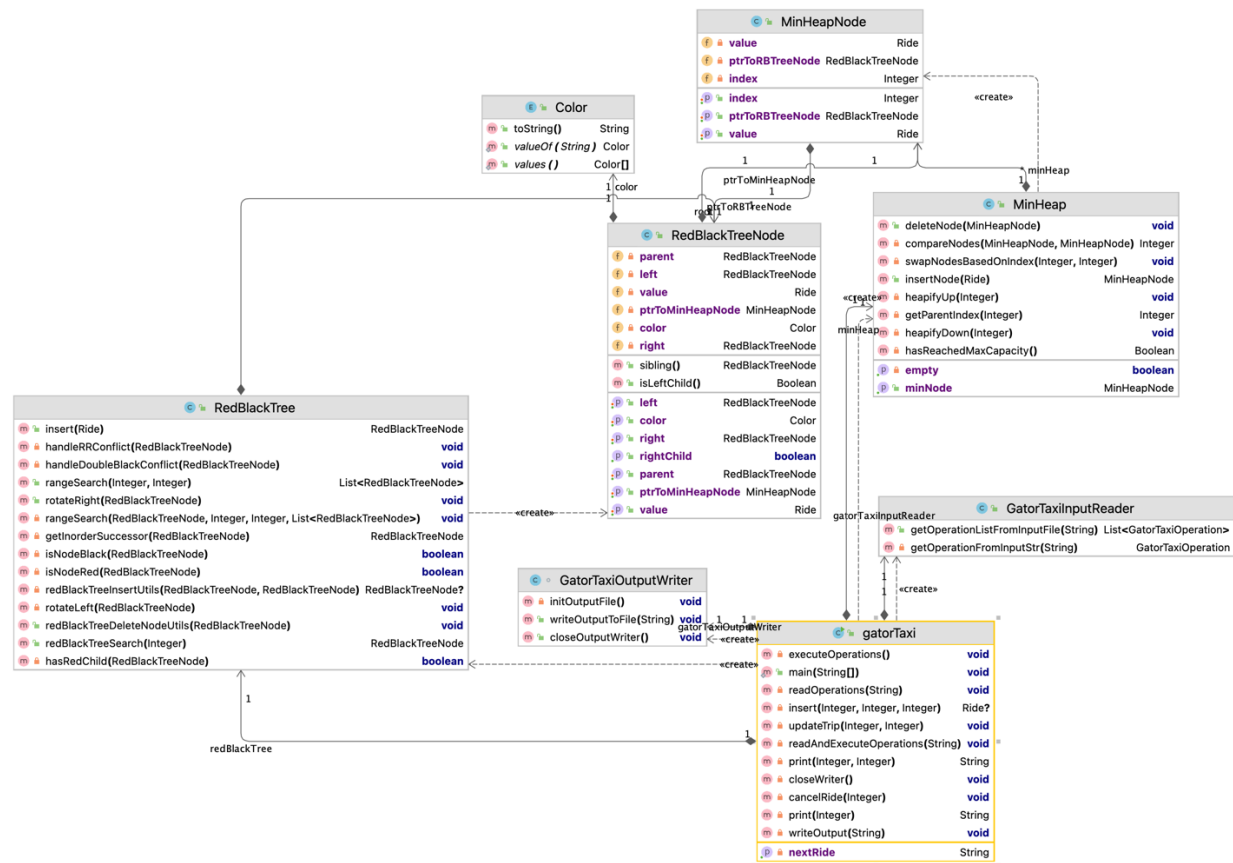 MinHeapNode
value Ride
ptrToRBTreeNode RedBlackTreeNode
index Integer
index Integer
ptrToRBTreeNode RedBlackTreeNode
value Ride
«create»
Color
toString() String
valueOf ( String ) Color
values () Color[]
1 color
1
1
1
ptrToMinHeapNode
1
ptrToRBTreeNode
1
minHeap
1
MinHeap
deleteNode(MinHeapNode) void
compareNodes(MinHeapNode, MinHeapNode) Integer
swapNodesBasedOnIndex(Integer, Integer) void
insertNode(Ride) MinHeapNode
heapifyUp(Integer) void
getParentIndex(Integer) Integer
heapifyDown(Integer) void
hasReachedMaxCapacity() Boolean
empty boolean
minNode MinHeapNode
«create»
minHeap
RedBlackTreeNode
parent RedBlackTreeNode
left RedBlackTreeNode
value Ride
ptrToMinHeapNode MinHeapNode
color Color
right RedBlackTreeNode
sibling() RedBlackTreeNode
isLeftChild() Boolean
left RedBlackTreeNode
color Color
right RedBlackTreeNode
rightChild boolean
parent RedBlackTreeNode
ptrToMinHeapNode MinHeapNode
value Ride
RedBlackTree
insert(Ride) RedBlackTreeNode
handleRRConflict(RedBlackTreeNode) void
handleDoubleBlackConflict(RedBlackTreeNode) void
rangeSearch(Integer, Integer) List<RedBlackTreeNode>
rotateRight(RedBlackTreeNode) void
rangeSearch(RedBlackTreeNode, Integer, Integer, List<RedBlackTreeNode>) void
getInorderSuccessor(RedBlackTreeNode) RedBlackTreeNode
isNodeBlack(RedBlackTreeNode) boolean
isNodeRed(RedBlackTreeNode) boolean
redBlackTreeInsertUtils(RedBlackTreeNode, RedBlackTreeNode) RedBlackTreeNode?
rotateLeft(RedBlackTreeNode) void
redBlackTreeDeleteNodeUtils(RedBlackTreeNode) void
redBlackTreeSearch(Integer) RedBlackTreeNode
hasRedChild(RedBlackTreeNode) boolean
«create»
GatorTaxiInputReader
getOperationListFromInputFile(String) List<GatorTaxiOperation>
getOperationFromInputStr(String) GatorTaxiOperation
gatorTaxiInputReader
1
1
«create»
GatorTaxiOutputWriter
initOutputFile() void
writeOutputToFile(String) void
closeOutputWriter() void
1 1
gatorTaxiOutputWriter
«create»
«create»
gatorTaxi
executeOperations() void
main(String[]) void
readOperations(String) void
insert(Integer, Integer, Integer) Ride?
updateTrip(Integer, Integer) void
readAndExecuteOperations(String) void
print(Integer, Integer) String
closeWriter() void
cancelRide(Integer) void
print(Integer) String
writeOutput(String) void
nextRide String
1
redBlackTree
1